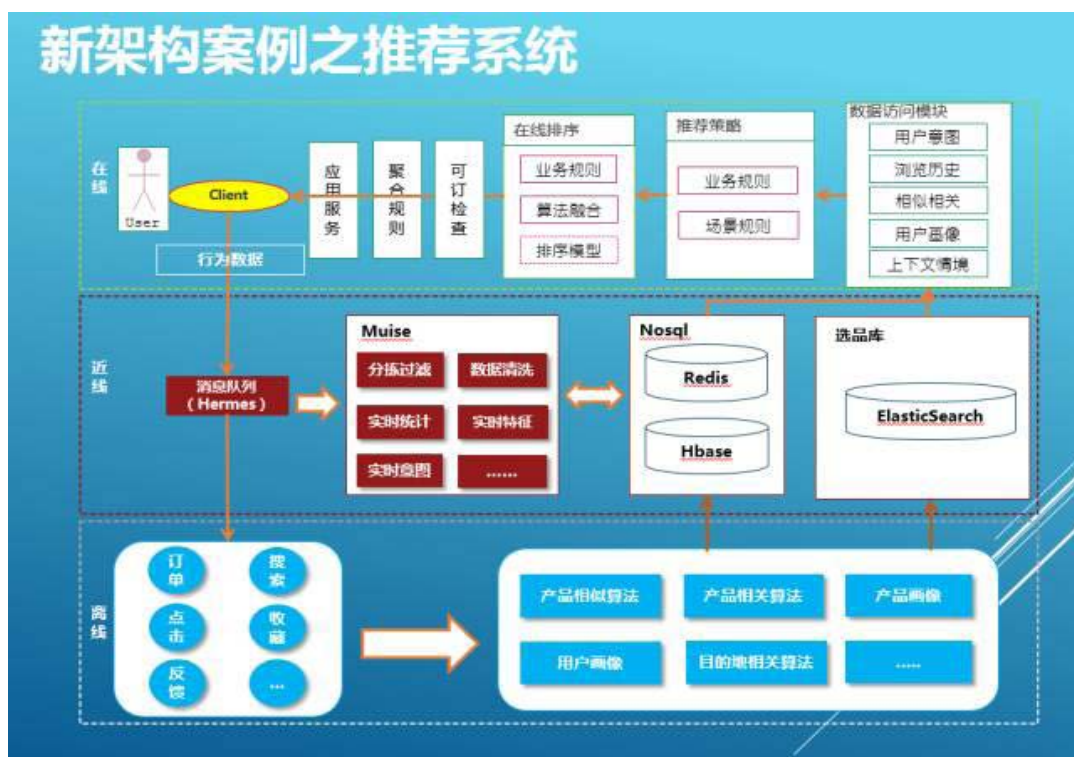 新架构案例之推荐系统
在线
User
Client
行为数据
应用服务
聚合规则
可订检查
在线排序
业务规则
算法融合
排序模型
推荐策略
业务规则
场景规则
数据访问模块
用户意图
浏览历史
相似相关
用户画像
上下文情境
近线
消息队列
（Hermes）
Muise
分拣过滤
数据清洗
实时统计
实时特征
实时意图
......
Nosql
Redis
Hbase
选品库
ElasticSearch
离线
订单
搜索
点击
收藏
反馈
...
产品相似算法
产品相关算法
产品画像
用户画像
目的地相关算法
.....